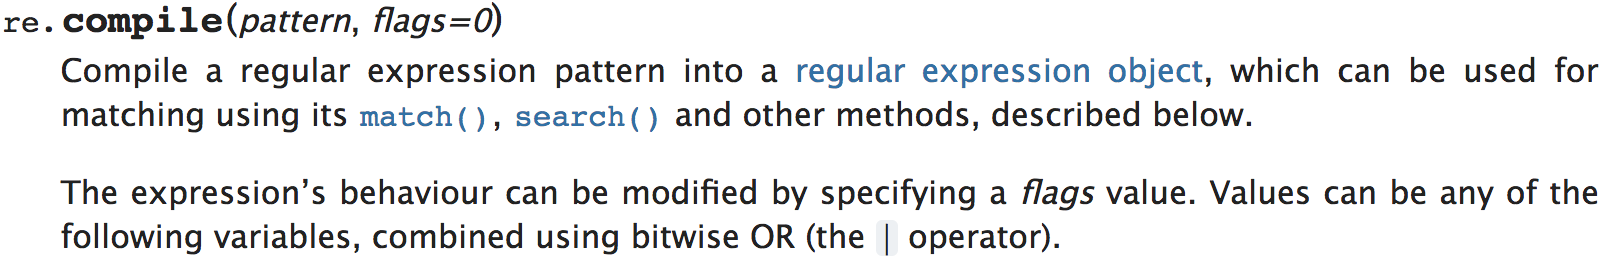 re.compile(pattern, flags=0)
Compile a regular expression pattern into a regular expression object, which can be used for
matching using its match(), search() and other methods, described below.
The expression’s behaviour can be modified by specifying a flags value. Values can be any of the
following variables, combined using bitwise OR (the | operator).